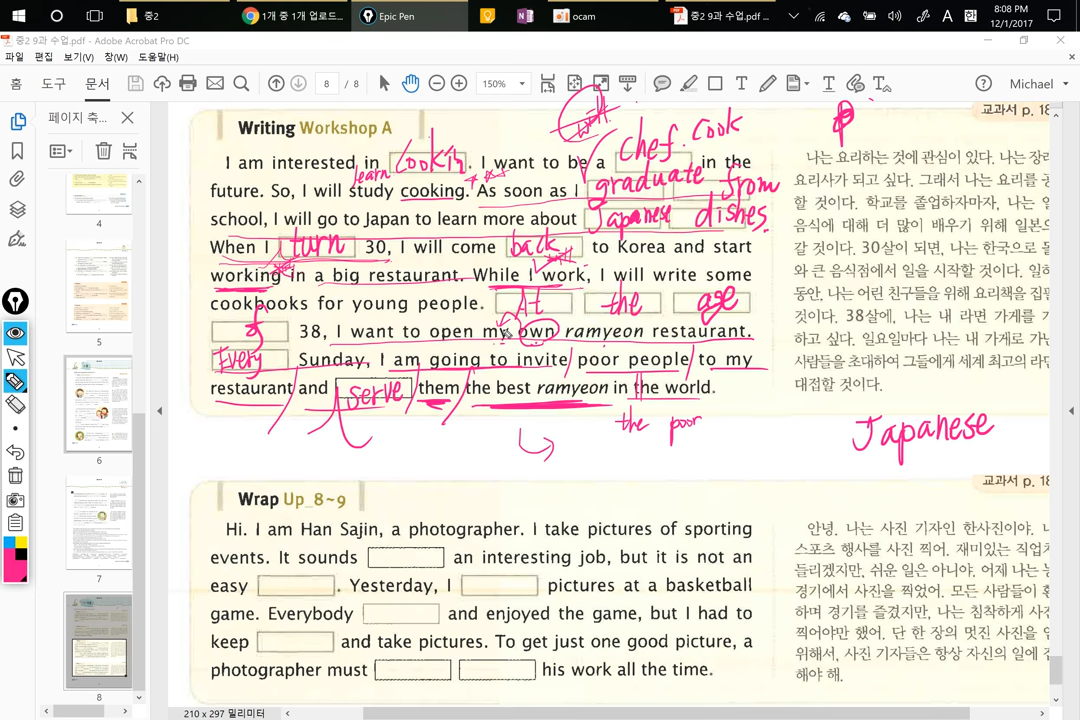 중2
1개 중 1개 업로드...
Epic Pen
ocam
중2 9과 수업.pdf ...
A
한
8:08 PM
12/1/2017
중2 9과 수업.pdf - Adobe Acrobat Pro DC
파일 편집 보기(V) 창(W) 도움말(H)
홈 도구 문서
8 / 8
150%
Michael
페이지 축...
4
5
6
7
8
교과서 p. 18
Writing Workshop A
chef. cook
I am interested in cooking. I want to be a in the
learn
future. So, I will study cooking. As soon as I graduate from
school, I will go to Japan to learn more about Japanese dishes.
When I turn 30, I will come back to Korea and start
working in a big restaurant. While I work, I will write some
cookbooks for young people. At the age
of 38, I want to open my own ramyeon restaurant.
Every Sunday, I am going to invite poor people to my
restaurant and serve them the best ramyeon in the world.
the poor
나는 요리하는 것에 관심이 있다. 나는 장래
요리사가 되고 싶다. 그래서 나는 요리를 공
할 것이다. 학교를 졸업하자마자, 나는 일
음식에 대해 더 많이 배우기 위해 일본으
갈 것이다. 30살이 되면, 나는 한국으로 돌
와 큰 음식점에서 일을 시작할 것이다. 일하
동안, 나는 어린 친구들을 위해 요리책을 집필
것이다. 38살에, 나는 내 라면 가게를 개
하고 싶다. 일요일마다 나는 내 가게로 가난
사람들을 초대하여 그들에게 세계 최고의 라면
대접할 것이다.
Japanese
교과서 p. 18
Wrap Up_8~9
Hi. I am Han Sajin, a photographer. I take pictures of sporting
events. It sounds an interesting job, but it is not an
easy . Yesterday, I pictures at a basketball
game. Everybody and enjoyed the game, but I had to
keep and take pictures. To get just one good picture, a
photographer must his work all the time.
안녕. 나는 사진 기자인 한사진이야. 나
스포츠 행사를 사진 찍어. 재미있는 직업처
들리겠지만, 쉬운 일은 아니야. 어제 나는 농
경기에서 사진을 찍었어. 모든 사람들이 환
하며 경기를 즐겼지만, 나는 침착하게 사진
찍어야만 했어. 단 한 장의 멋진 사진을 얻
위해서, 사진 기자들은 항상 자신의 일에 집
해야 해.
210 x 297 밀리미터